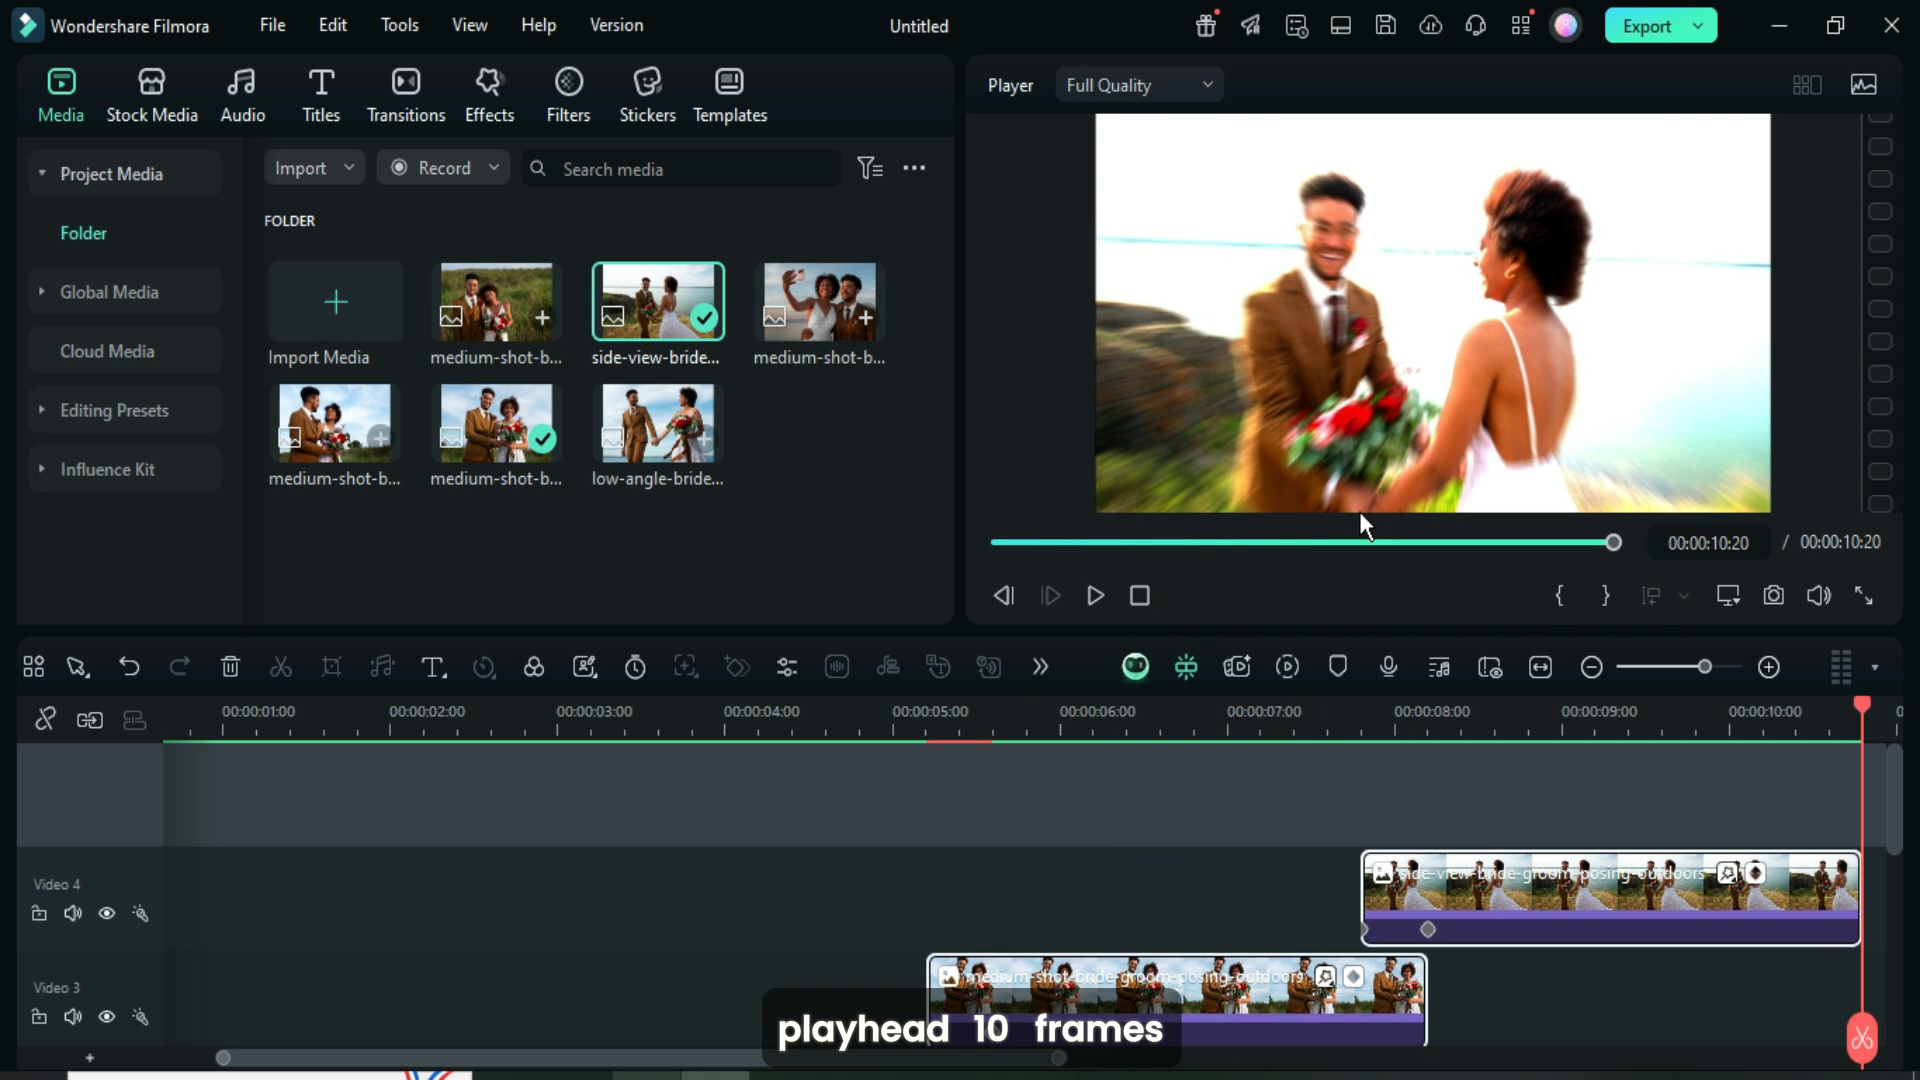 Wondershare Filmora
File
Edit
Tools
View
Help
Version
Untitled
Export
Media
Stock Media
Audio
Titles
Transitions
Effects
Filters
Stickers
Templates
Player
Full Quality
Project Media
Folder
Global Media
Cloud Media
Editing Presets
Influence Kit
Import
Record
Search media
FOLDER
Import Media
medium-shot-b...
side-view-bride...
medium-shot-b...
medium-shot-b...
medium-shot-b...
low-angle-bride...
00:00:10:20 / 00:00:10:20
00:00:01:00
00:00:02:00
00:00:03:00
00:00:04:00
00:00:05:00
00:00:06:00
00:00:07:00
00:00:08:00
00:00:09:00
00:00:10:00
0
Video 4
side-view-bride-groom-posing-outdoors
Video 3
medium-shot-bride-groom-posing-outdoors
playhead 10 frames